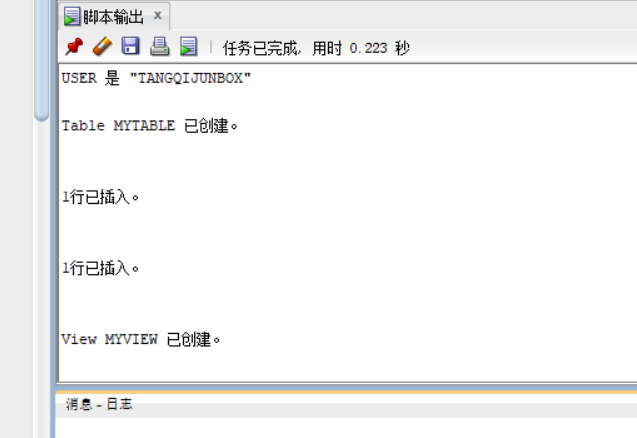 脚本输出 x
任务已完成, 用时 0.223 秒
USER 是 "TANGQIJUNBOX"
Table MYTABLE 已创建。
1行已插入。
1行已插入。
View MYVIEW 已创建。
消息 - 日志